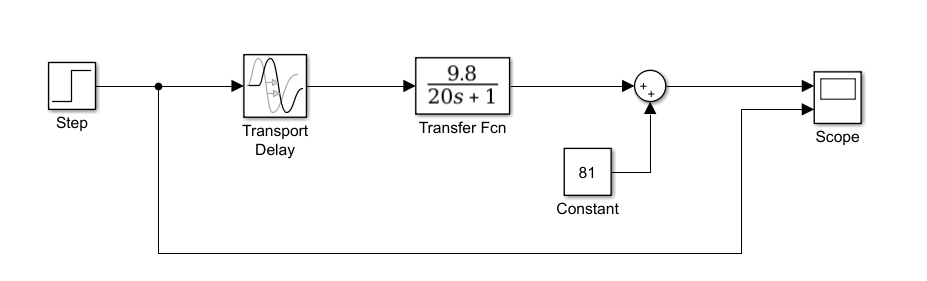 Step
Transport
Delay
9.8
20s + 1
Transfer Fcn
+
+
81
Constant
Scope